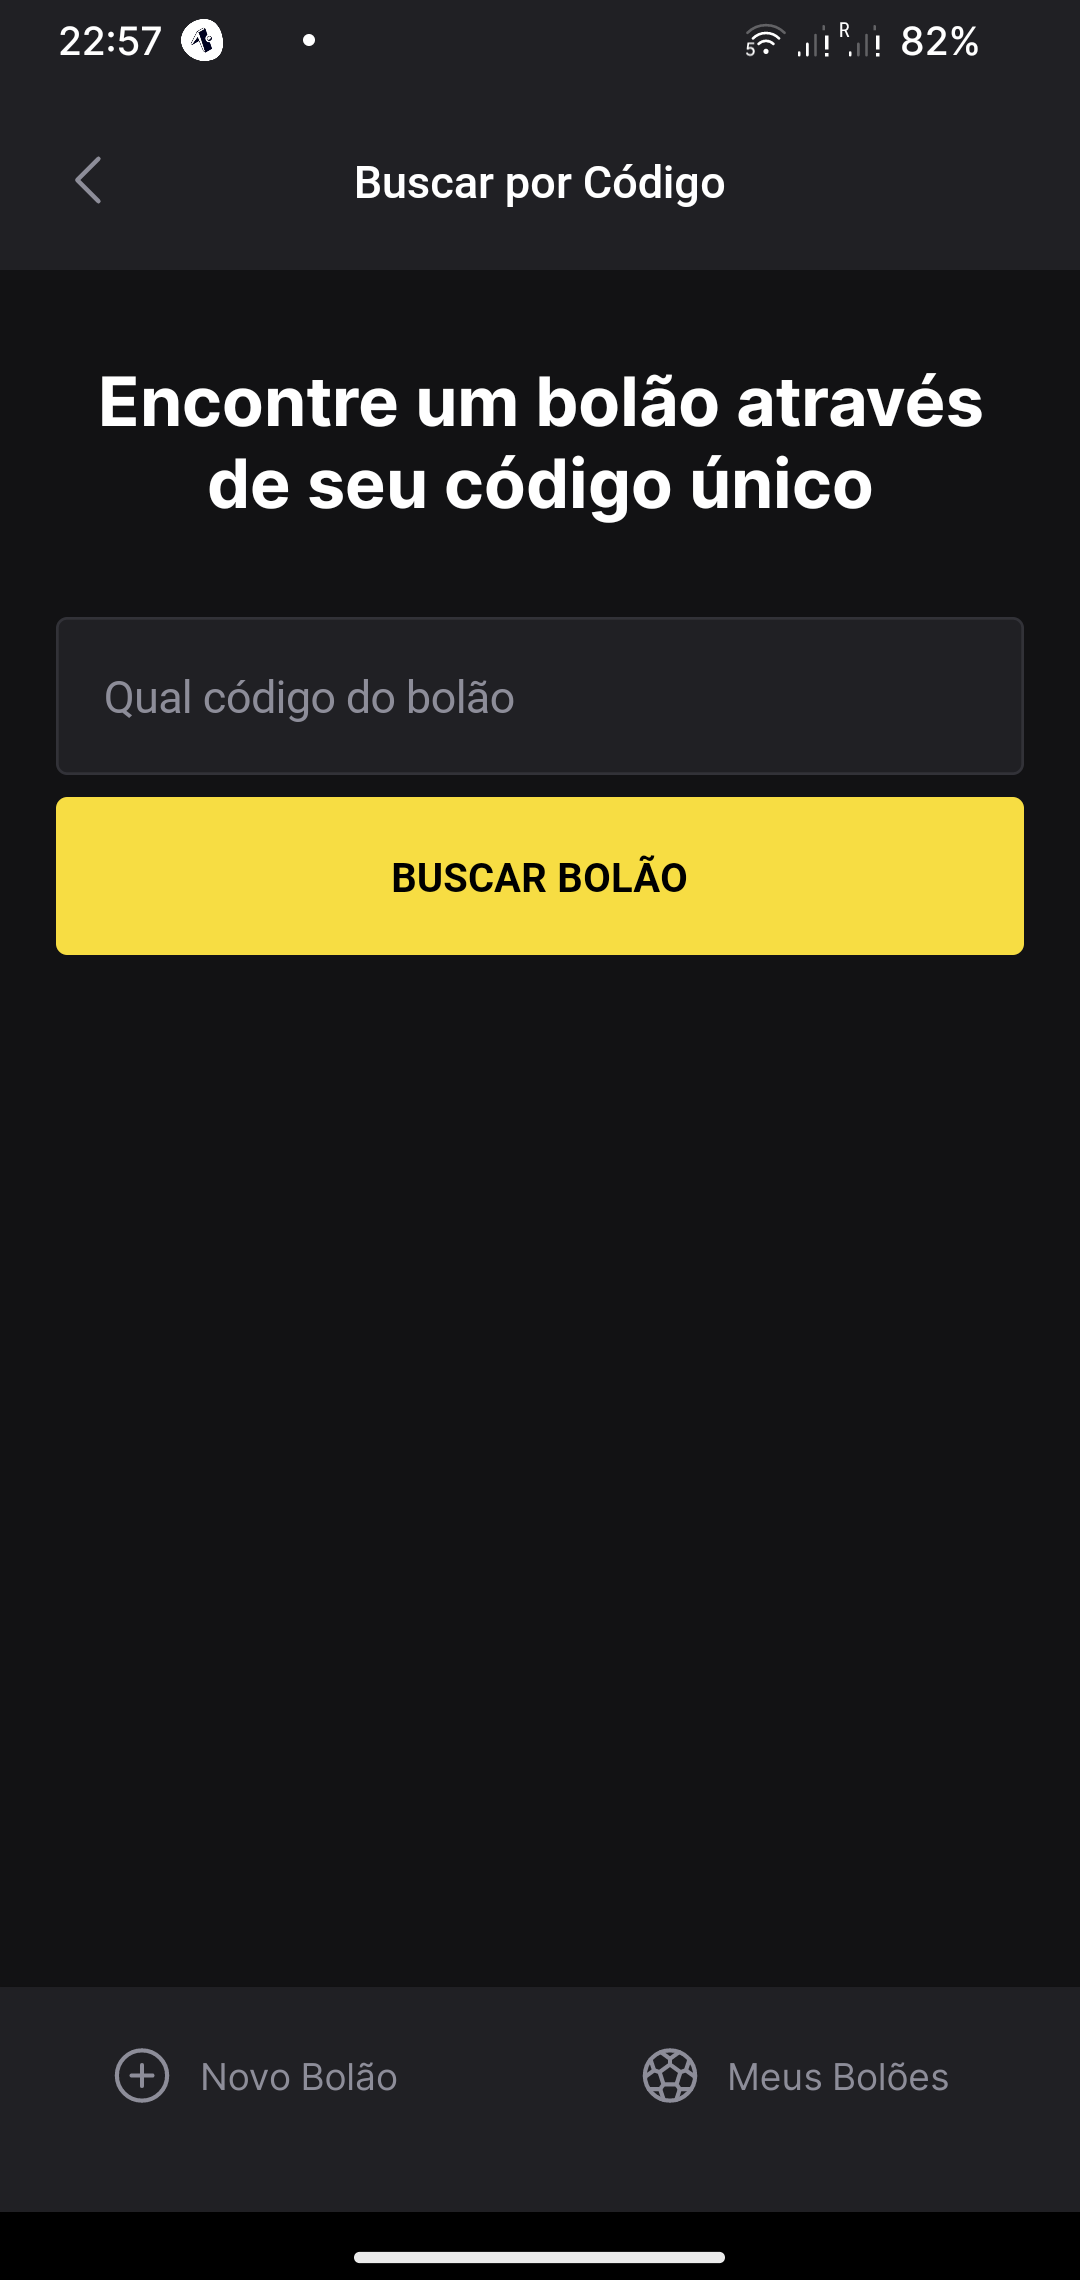 22:57
5
R
82%
Buscar por Código
Encontre um bolão através
de seu código único
Qual código do bolão
BUSCAR BOLÃO
Novo Bolão
Meus Bolões